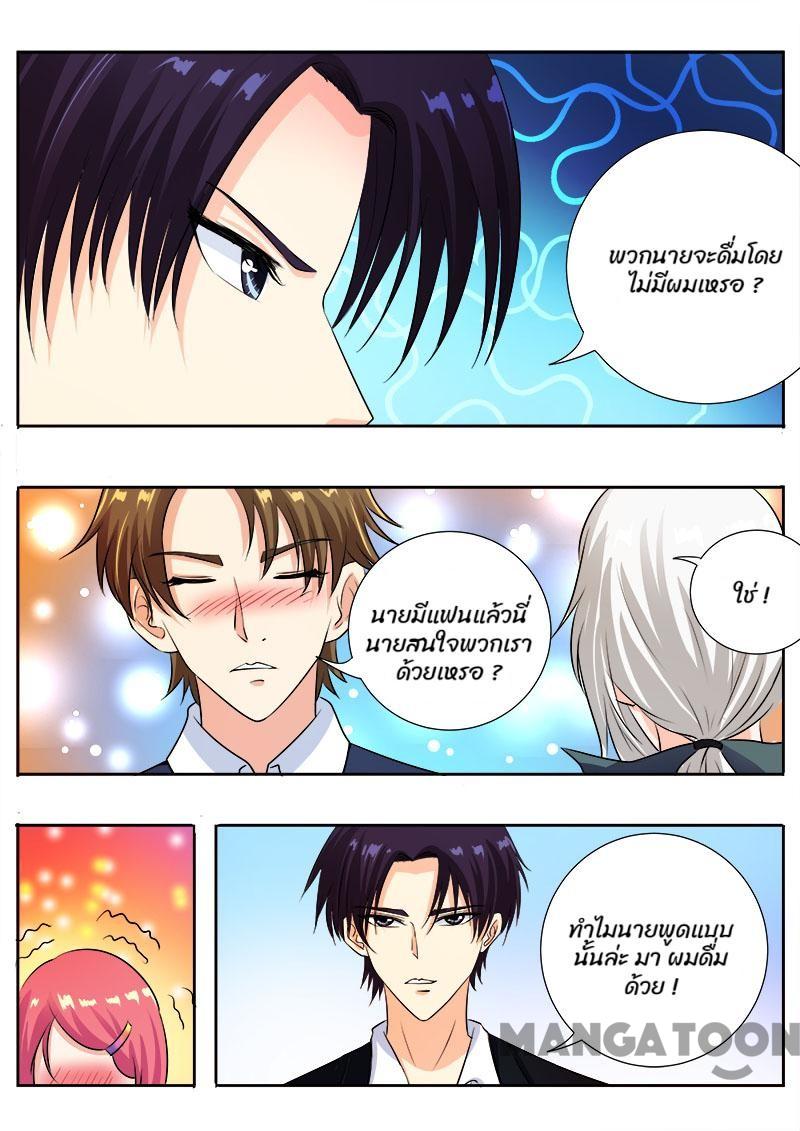 พวกนายจะดื่มโดย
ไม่มีผมเหรอ ?
นายมีแฟนแล้วนี่
นายสนใจพวกเรา
ด้วยเหรอ ?
ใช่ !
ทำไมนายพูดแบบ
นั้นล่ะ มา ผมดื่ม
ด้วย !
MANGATOON